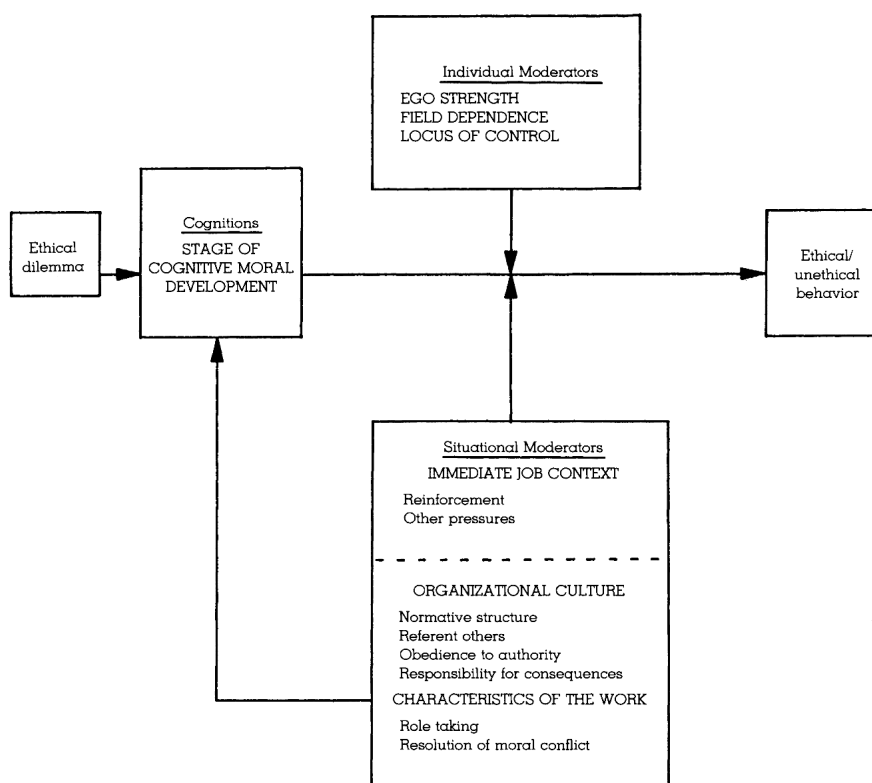 Individual Moderators
EGO STRENGTH
FIELD DEPENDENCE
LOCUS OF CONTROL
Ethical
dilemma
Cognitions
STAGE OF
COGNITIVE MORAL
DEVELOPMENT
Ethical/
unethical
behavior
Situational Moderators
IMMEDIATE JOB CONTEXT
Reinforcement
Other pressures
ORGANIZATIONAL CULTURE
Normative structure
Referent others
Obedience to authority
Responsibility for consequences
CHARACTERISTICS OF THE WORK
Role taking
Resolution of moral conflict